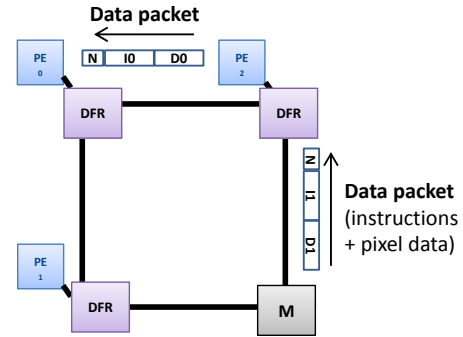 Data packet
N I0 D0
PE
0
PE
2
DFR
DFR
N
I1
D1
Data packet
(instructions
+ pixel data)
PE
1
DFR
M